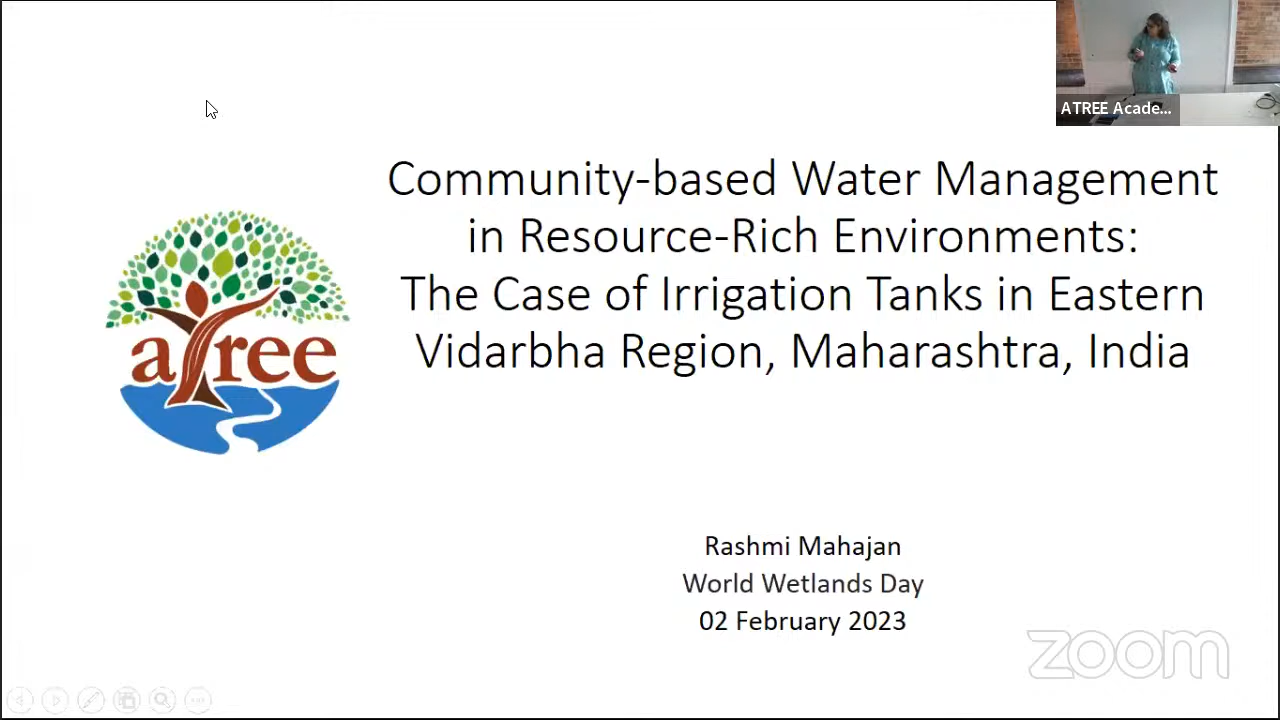 ATREE Acade...
Community-based Water Management
in Resource-Rich Environments:
The Case of Irrigation Tanks in Eastern
Vidarbha Region, Maharashtra, India
aTree
Rashmi Mahajan
World Wetlands Day
02 February 2023
zoom